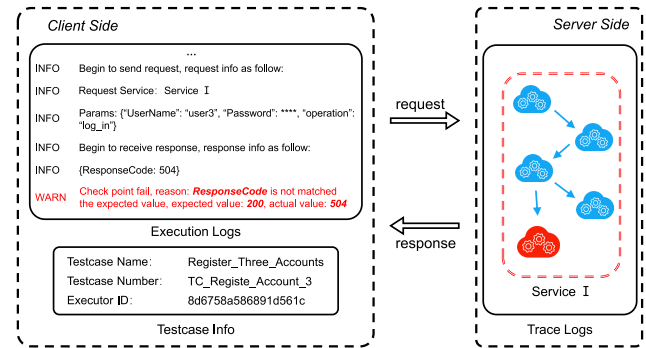 Client Side
...
INFO Begin to send request, request info as follow:
INFO Request Service: Service I
INFO Params: {"UserName": "user3", "Password": ****, "operation":
"log_in"}
INFO Begin to receive response, response info as follow:
INFO {ResponseCode: 504}
WARN Check point fail, reason: ResponseCode is not matched
the expected value, expected value: 200, actual value: 504
Execution Logs
Testcase Name: Register_Three_Accounts
Testcase Number: TC_Registe_Account_3
Executor ID: 8d6758a586891d561c
Testcase Info
request
response
Server Side
Service I
Trace Logs